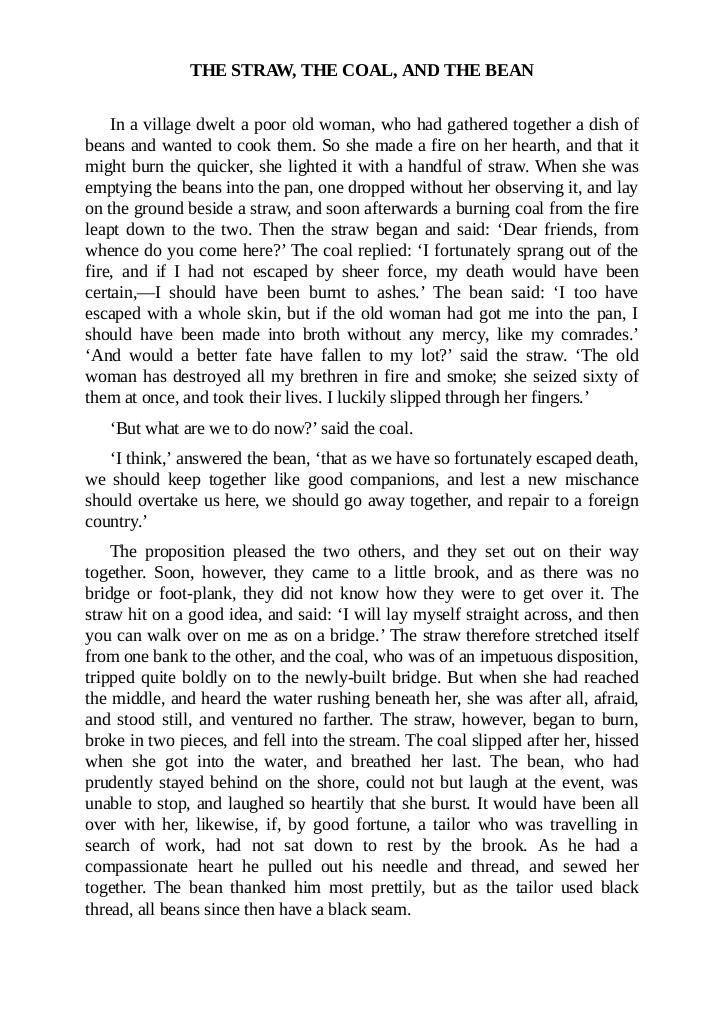 THE STRAW, THE COAL, AND THE BEAN
In a village dwelt a poor old woman, who had gathered together a dish of
beans and wanted to cook them. So she made a fire on her hearth, and that it
might burn the quicker, she lighted it with a handful of straw. When she was
emptying the beans into the pan, one dropped without her observing it, and lay
on the ground beside a straw, and soon afterwards a burning coal from the fire
leapt down to the two. Then the straw began and said: ‘Dear friends, from
whence do you come here?’ The coal replied: ‘I fortunately sprang out of the
fire, and if I had not escaped by sheer force, my death would have been
certain,—I should have been burnt to ashes.’ The bean said: ‘I too have
escaped with a whole skin, but if the old woman had got me into the pan, I
should have been made into broth without any mercy, like my comrades.’
‘And would a better fate have fallen to my lot?’ said the straw. ‘The old
woman has destroyed all my brethren in fire and smoke; she seized sixty of
them at once, and took their lives. I luckily slipped through her fingers.’
‘But what are we to do now?’ said the coal.
‘I think,’ answered the bean, ‘that as we have so fortunately escaped death,
we should keep together like good companions, and lest a new mischance
should overtake us here, we should go away together, and repair to a foreign
country.’
The proposition pleased the two others, and they set out on their way
together. Soon, however, they came to a little brook, and as there was no
bridge or foot-plank, they did not know how they were to get over it. The
straw hit on a good idea, and said: ‘I will lay myself straight across, and then
you can walk over on me as on a bridge.’ The straw therefore stretched itself
from one bank to the other, and the coal, who was of an impetuous disposition,
tripped quite boldly on to the newly-built bridge. But when she had reached
the middle, and heard the water rushing beneath her, she was after all, afraid,
and stood still, and ventured no farther. The straw, however, began to burn,
broke in two pieces, and fell into the stream. The coal slipped after her, hissed
when she got into the water, and breathed her last. The bean, who had
prudently stayed behind on the shore, could not but laugh at the event, was
unable to stop, and laughed so heartily that she burst. It would have been all
over with her, likewise, if, by good fortune, a tailor who was travelling in
search of work, had not sat down to rest by the brook. As he had a
compassionate heart he pulled out his needle and thread, and sewed her
together. The bean thanked him most prettily, but as the tailor used black
thread, all beans since then have a black seam.